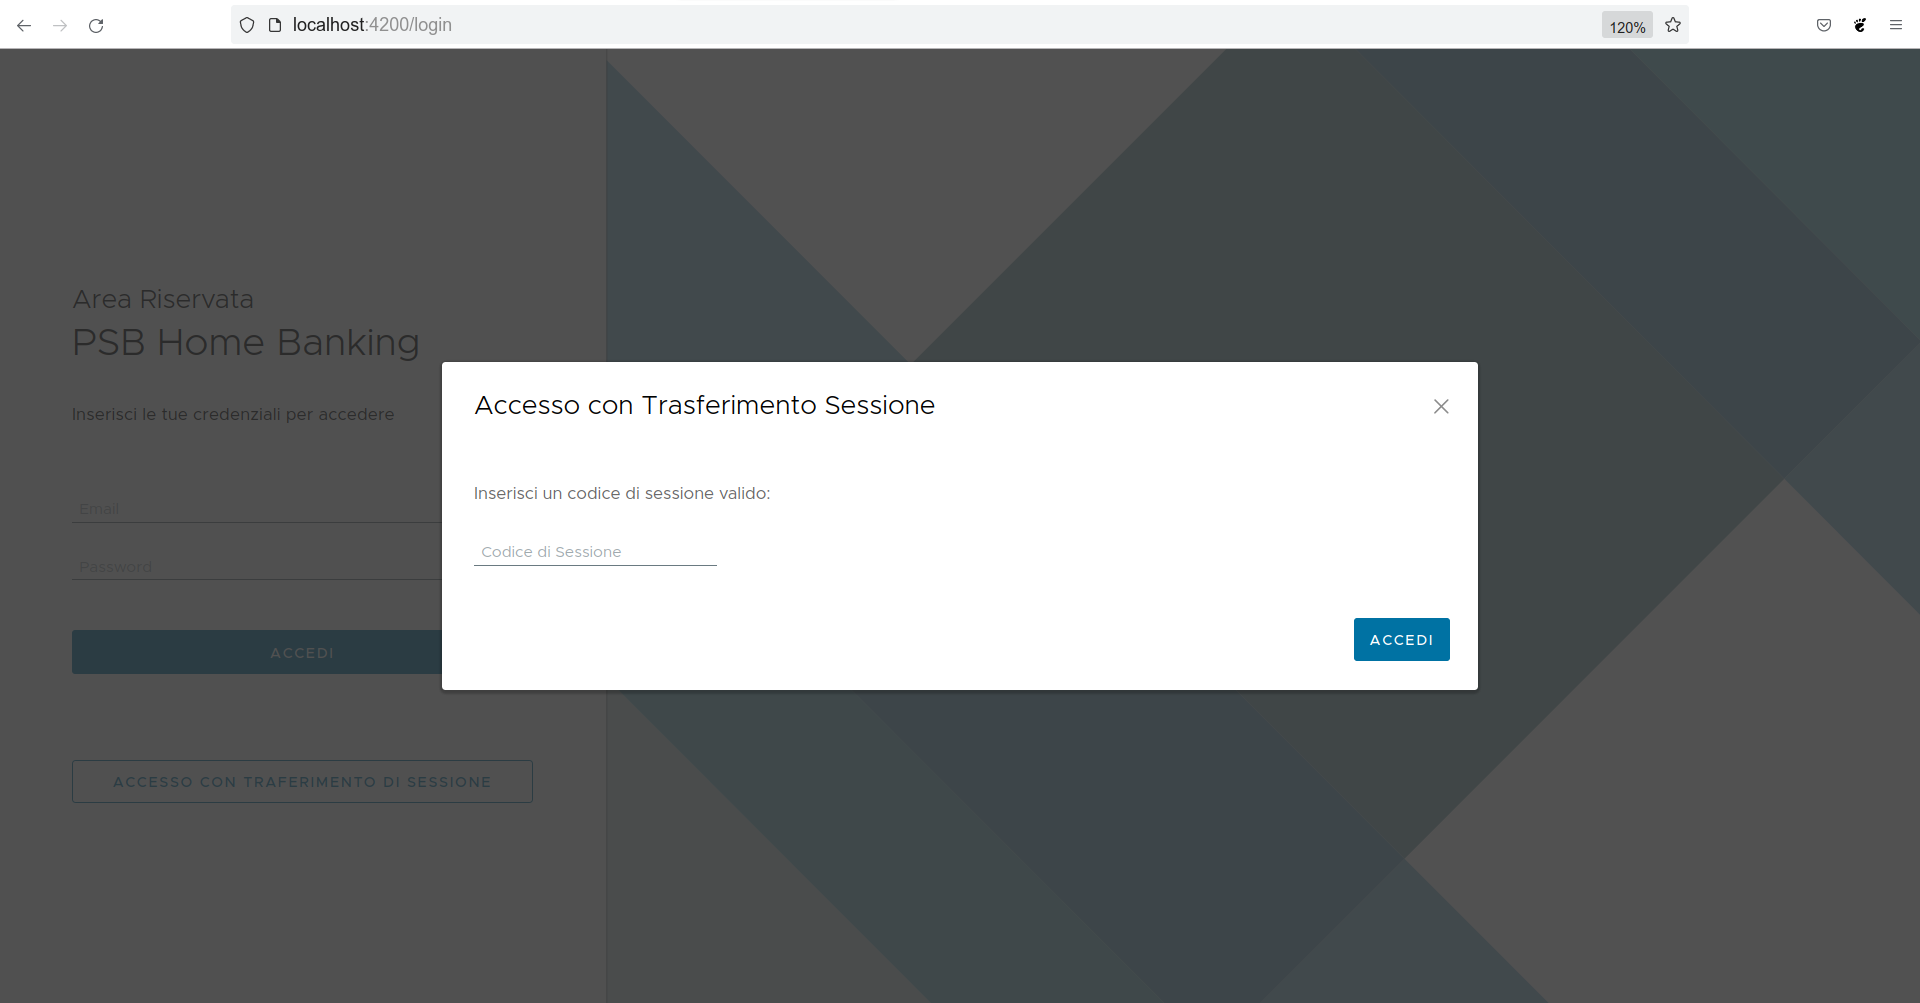 localhost:4200/login
120%
Area Riservata
PSB Home Banking
Inserisci le tue credenziali per accedere
Email
Password
ACCEDI
ACCESSO CON TRAFERIMENTO DI SESSIONE
Accesso con Trasferimento Sessione
Inserisci un codice di sessione valido:
Codice di Sessione
ACCEDI